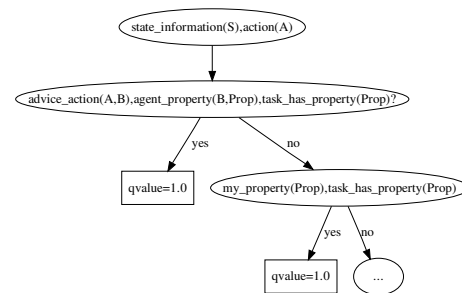 state_information(S),action(A)
advice_action(A,B),agent_property(B,Prop),task_has_property(Prop)?
yes
no
qvalue=1.0
my_property(Prop),task_has_property(Prop)
yes
no
qvalue=1.0
...